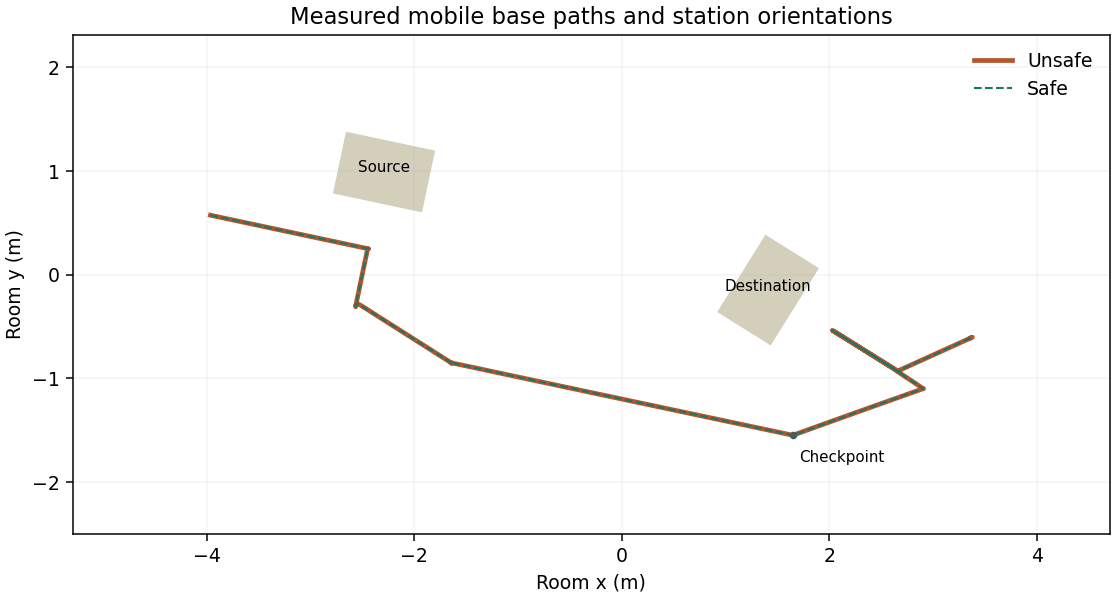 Measured mobile base paths and station orientations
Unsafe
Safe
Source
Destination
Checkpoint
2
1
0
−1
−2
Room y (m)
−4
−2
0
2
4
Room x (m)